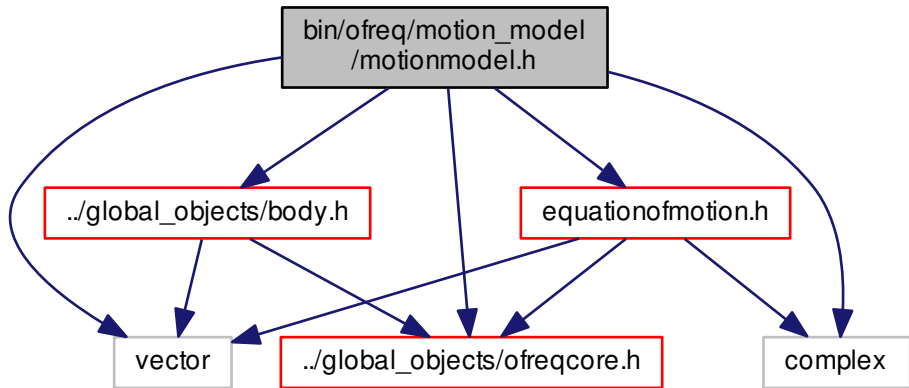 bin/ofreq/motion_model
/motionmodel.h
../global_objects/body.h
equationofmotion.h
vector
../global_objects/ofreqcore.h
complex